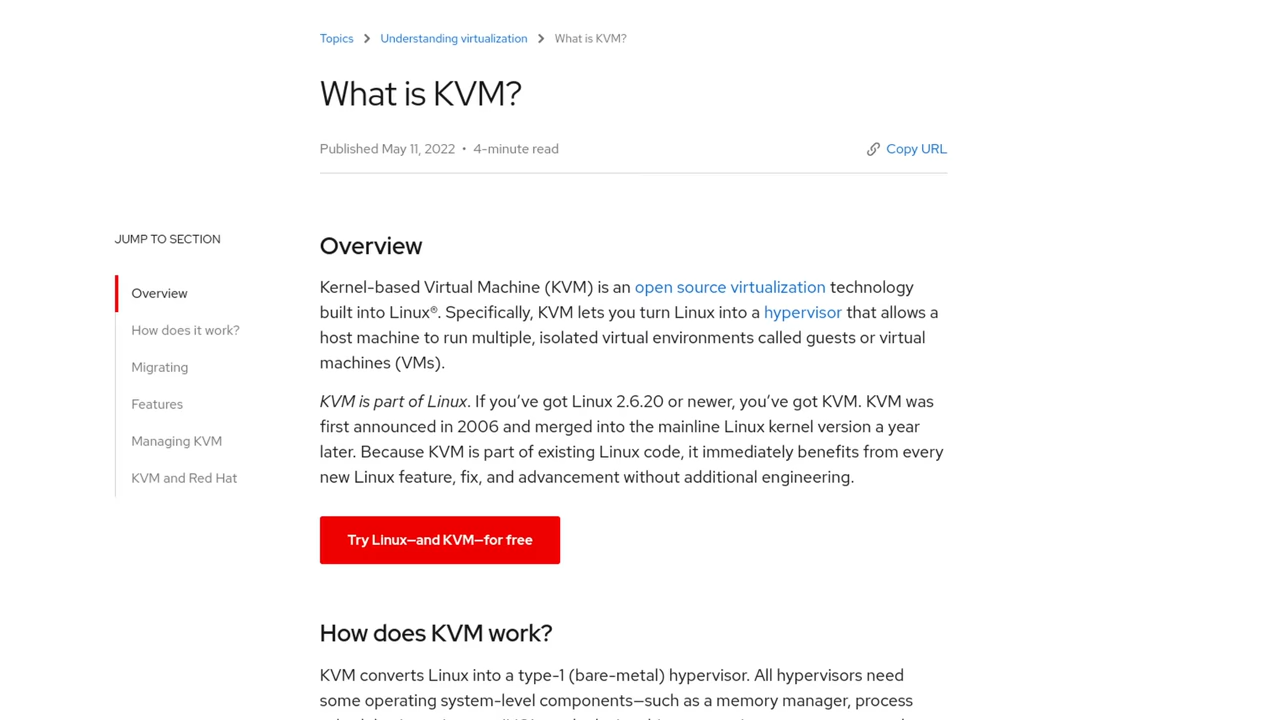 Topics > Understanding virtualization > What is KVM?
What is KVM?
Published May 11, 2022 • 4-minute read
Copy URL
JUMP TO SECTION
Overview
How does it work?
Migrating
Features
Managing KVM
KVM and Red Hat
Overview
Kernel-based Virtual Machine (KVM) is an open source virtualization technology
built into Linux®. Specifically, KVM lets you turn Linux into a hypervisor that allows a
host machine to run multiple, isolated virtual environments called guests or virtual
machines (VMs).
KVM is part of Linux. If you’ve got Linux 2.6.20 or newer, you’ve got KVM. KVM was
first announced in 2006 and merged into the mainline Linux kernel version a year
later. Because KVM is part of existing Linux code, it immediately benefits from every
new Linux feature, fix, and advancement without additional engineering.
Try Linux—and KVM—for free
How does KVM work?
KVM converts Linux into a type-1 (bare-metal) hypervisor. All hypervisors need
some operating system-level components—such as a memory manager, process